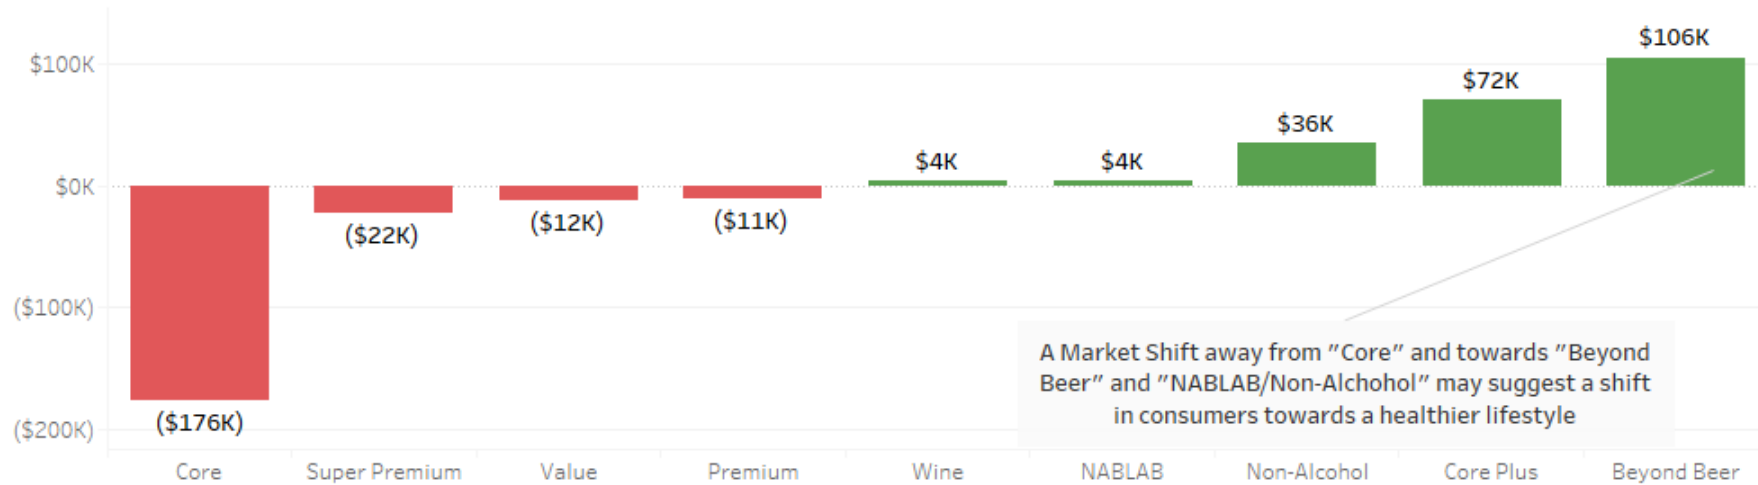 $106K
$100K
$72K
$36K
$4K
$4K
$0K
($11K)
($12K)
($22K)
($100K)
A Market Shift away from "Core" and towards "Beyond
Beer" and "NABLAB/Non-Alchohol" may suggest a shift
in consumers towards a healthier lifestyle
($176K)
($200K)
Core
Super Premium
Value
Premium
Wine
NABLAB
Non-Alcohol
Core Plus
Beyond Beer